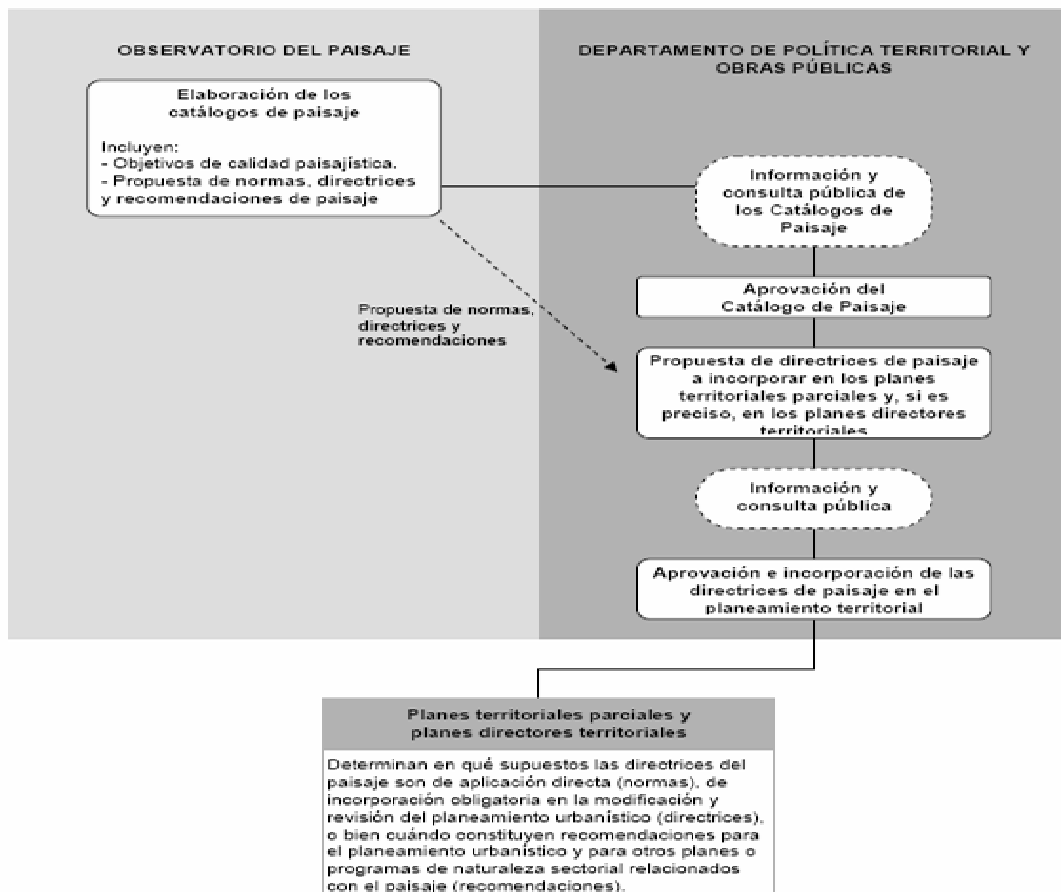 OBSERVATORIO DEL PAISAJE
Elaboración de los
catálogos de paisaje
Incluyen:
- Objetivos de calidad paisajística.
- Propuesta de normas, directrices
y recomendaciones de paisaje
Propuesta de normas,
directrices y
recomendaciones
DEPARTAMENTO DE POLÍTICA TERRITORIAL Y
OBRAS PÚBLICAS
Información y
consulta pública de
los Catálogos de
Paisaje
Aprovación del
Catálogo de Paisaje
Propuesta de directrices de paisaje
a incorporar en los planes
territoriales parciales y, si es
preciso, en los planes directores
territoriales
Información y
consulta pública
Aprovación e incorporación de las
directrices de paisaje en el
planeamiento territorial
Planes territoriales parciales y
planes directores territoriales
Determinan en qué supuestos las directrices del
paisaje son de aplicación directa (normas), de
incorporación obligatoria en la modificación y
revisión del planeamiento urbanístico (directrices),
o bien cuándo constituyen recomendaciones para
el planeamiento urbanístico y para otros planes o
programas de naturaleza sectorial relacionados
con el paisaje (recomendaciones).